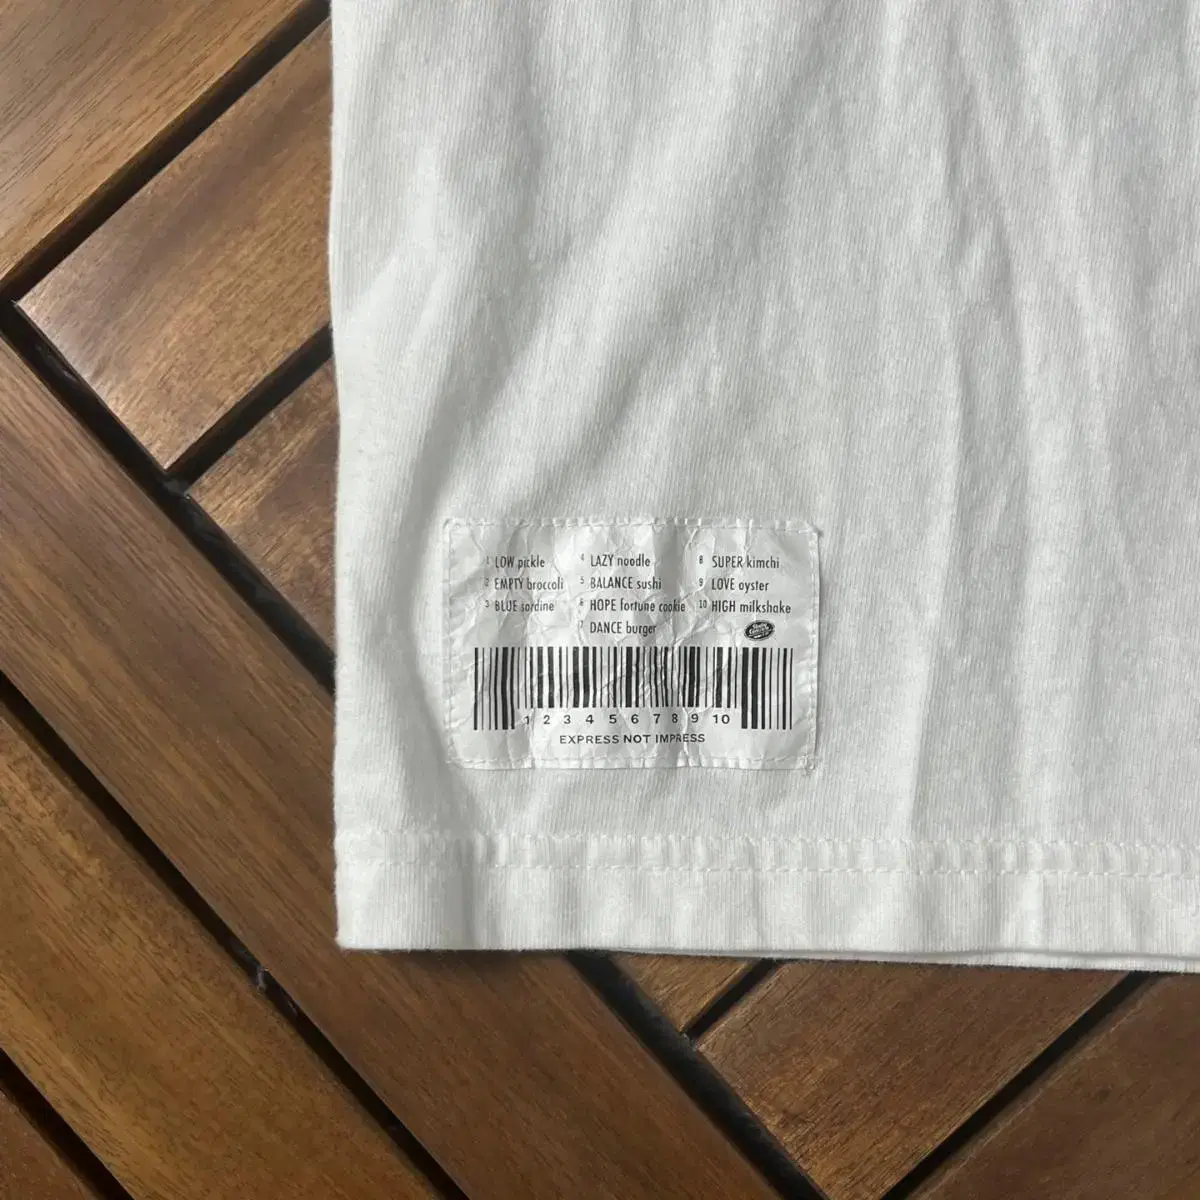 1 LOW pickle
2 EMPTY broccoli
3 BLUE sardine
4 LAZY noodle
5 BALANCE sushi
6 HOPE fortune cookie
7 DANCE burger
8 SUPER kimchi
9 LOVE oyster
10 HIGH milkshake
1 2 3 4 5 6 7 8 9 10
EXPRESS NOT IMPRESS